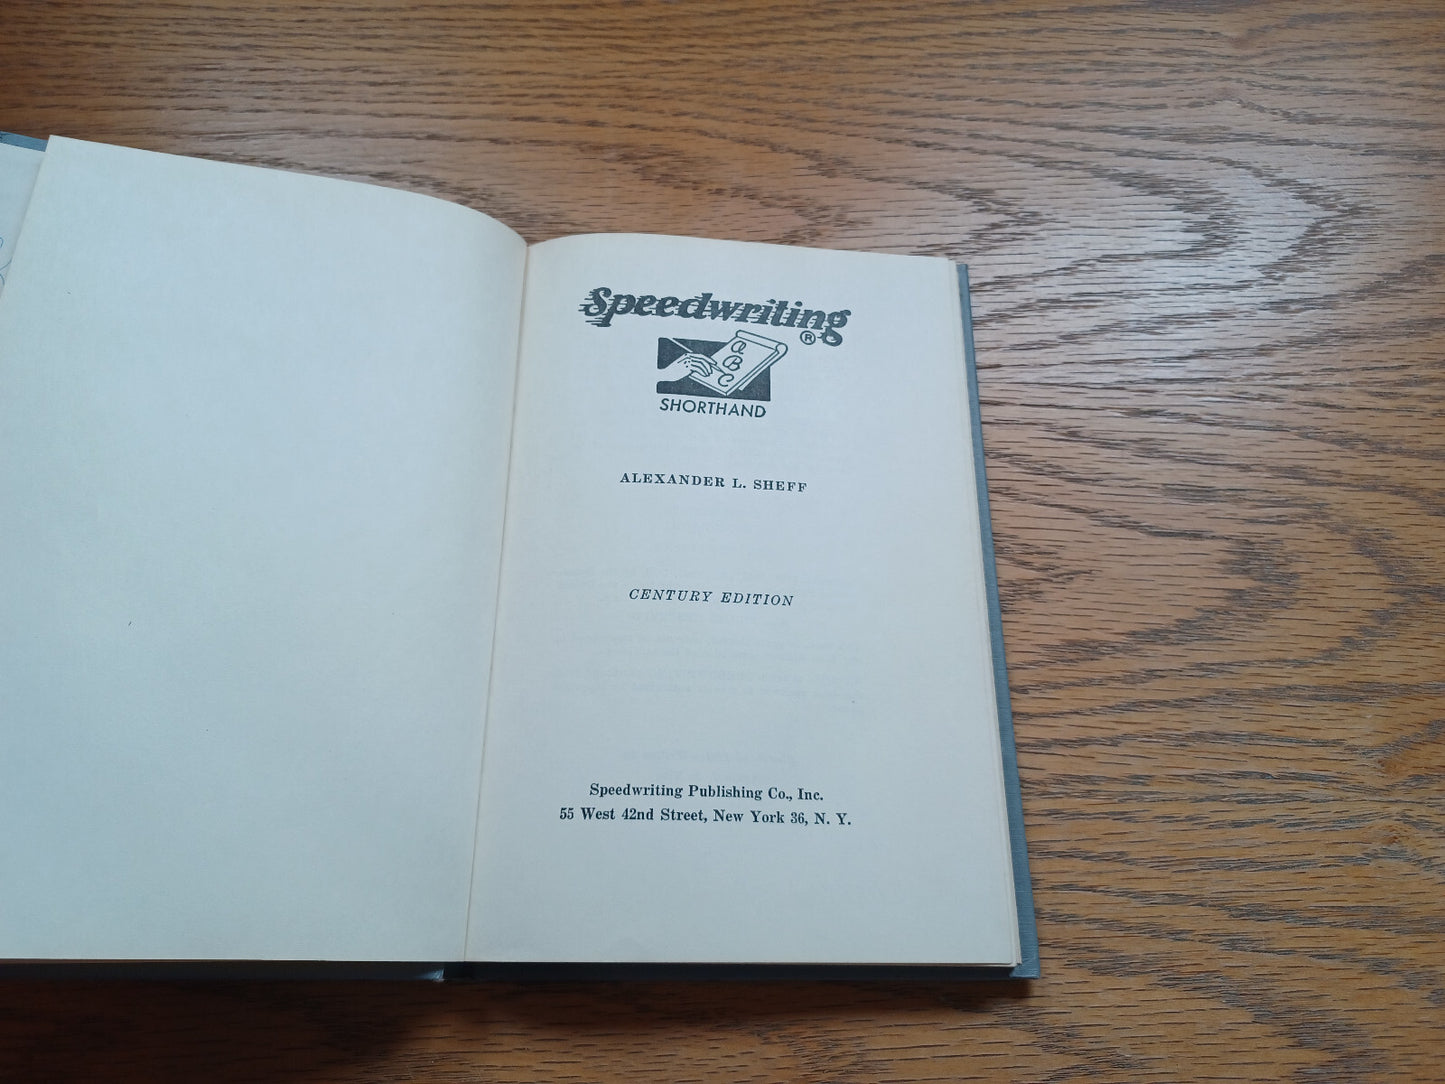 Speedwriting
®
A
B
C
SHORTHAND
ALEXANDER L. SHEFF
CENTURY EDITION
Speedwriting Publishing Co., Inc.
55 West 42nd Street, New York 36, N. Y.